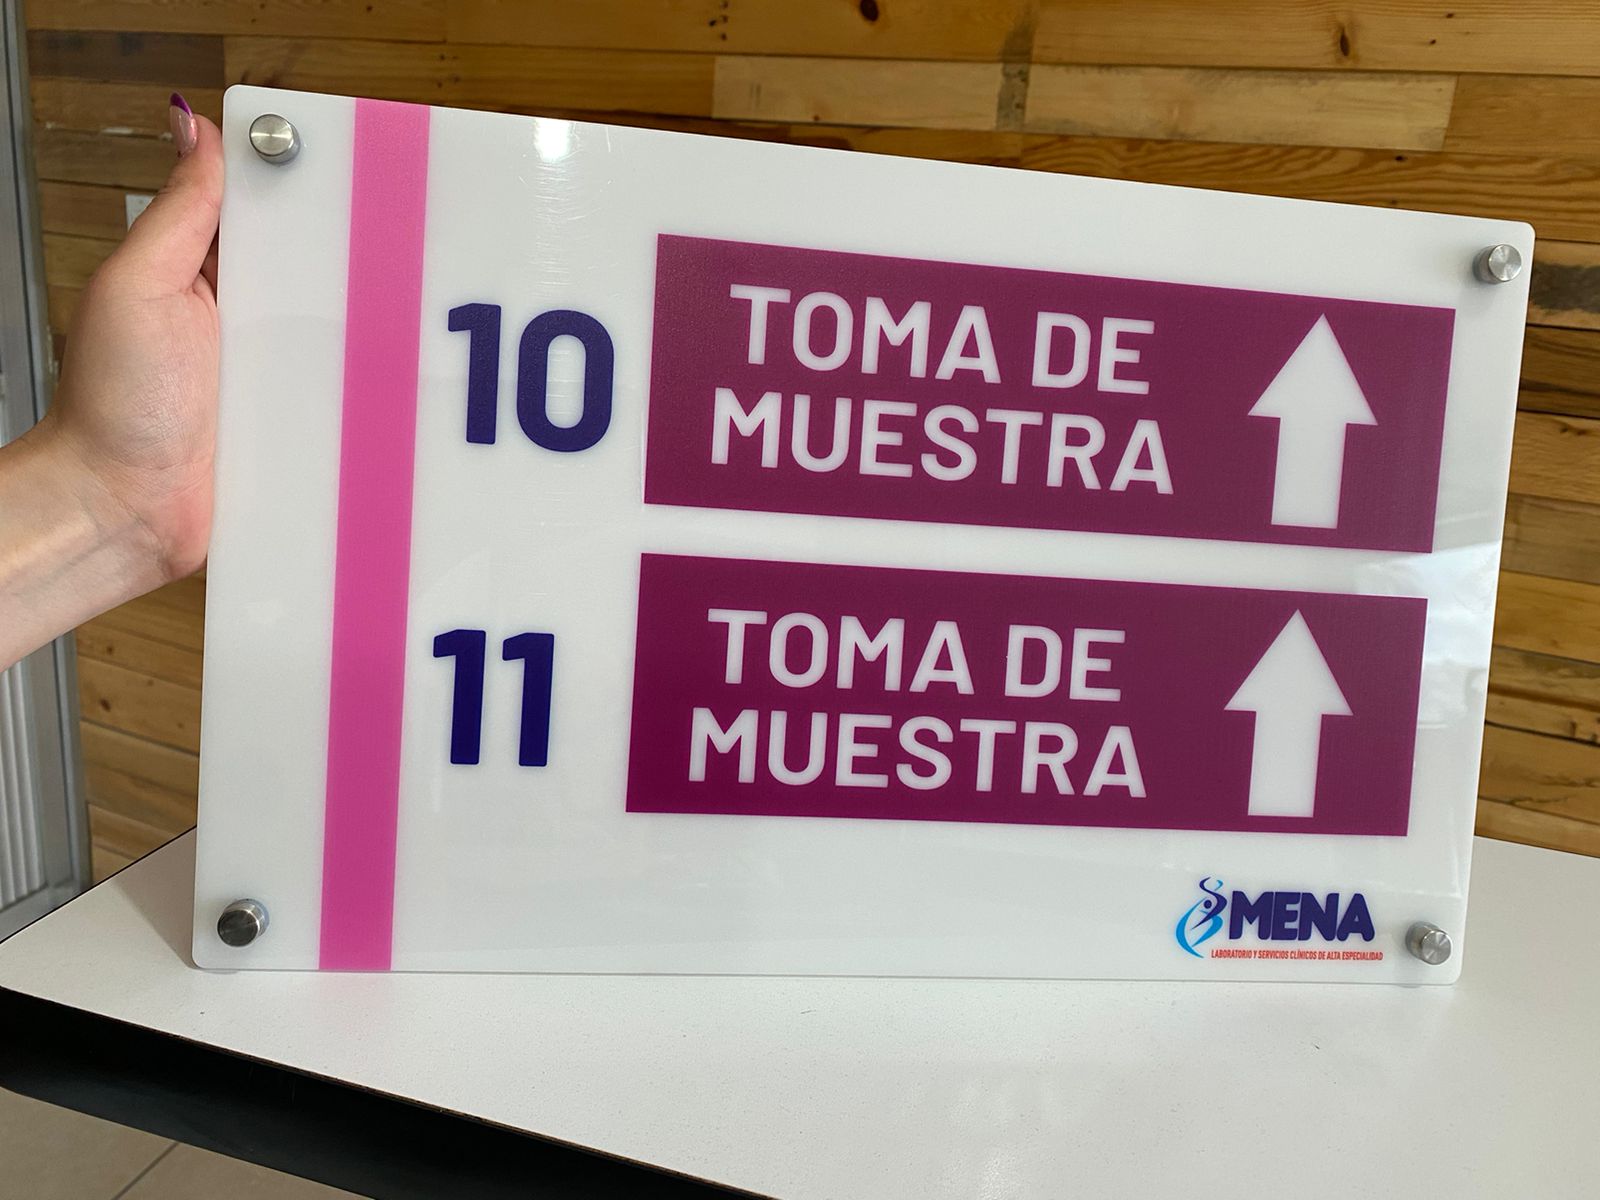 10
TOMA DE
MUESTRA
11
TOMA DE
MUESTRA
MENA
LABORATORIO Y SERVICIOS CLÍNICOS DE ALTA ESPECIALIDAD